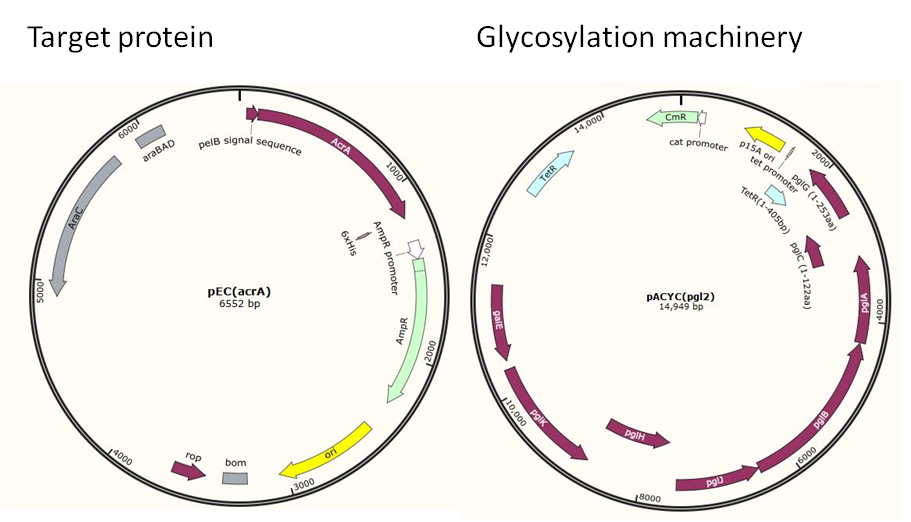 Target protein
Glycosylation machinery
6000
araBAD
pelB signal sequence
AcrA
1000
AraC
6xHis
AmpR promoter
5000
pEC(acrA)
6552 bp
AmpR
2000
ori
rop
bom
4000
3000
14,000
CmR
cat promoter
p15A ori
tet promoter
2000
TetR
pglG (1-253aa)
TetR(1-405bp)
pglC (1-122aa)
12,000
pACYC(pgl2)
14,949 bp
pglA
4000
galE
pglB
10,000
pglK
pglH
6000
pglJ
8000